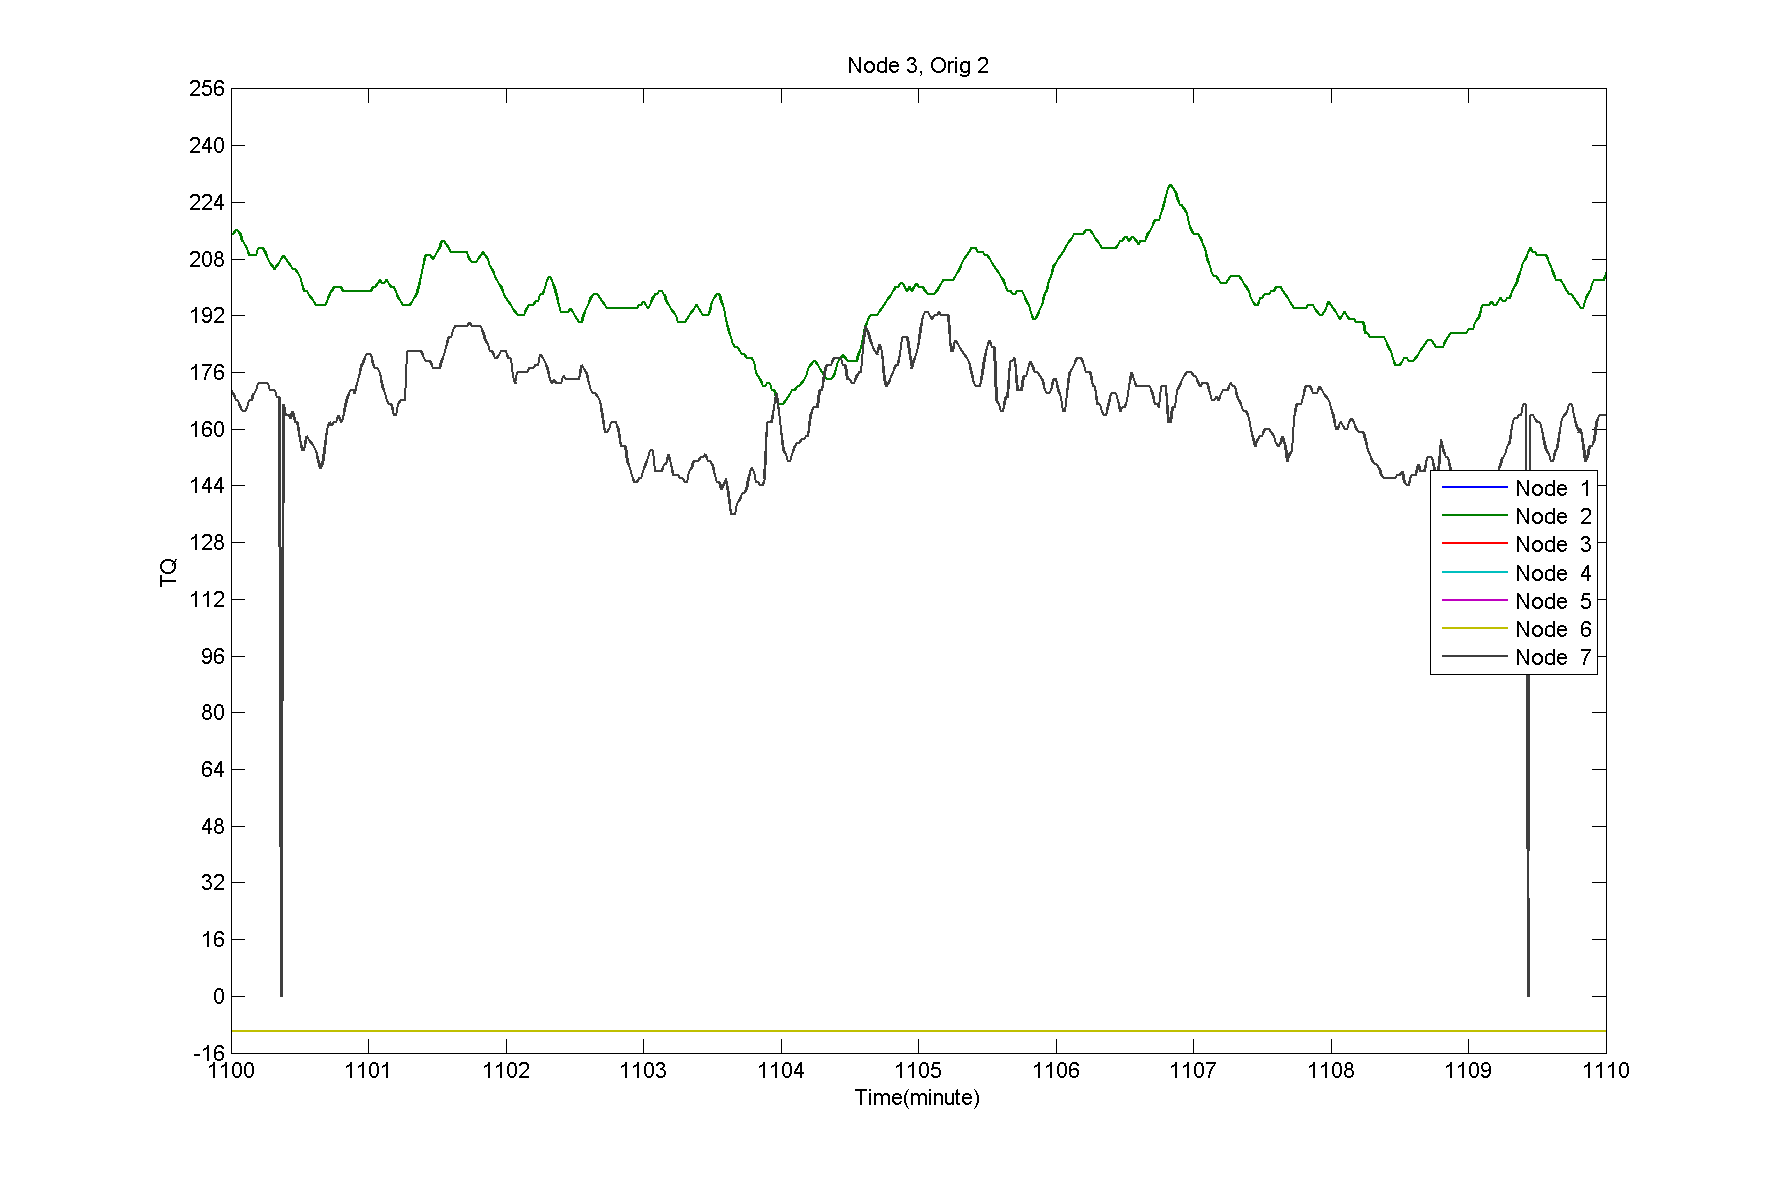 Node 3, Orig 2
256
240
224
208
192
176
160
144
128
112
96
80
64
48
32
16
0
-16
TQ
Node 1
Node 2
Node 3
Node 4
Node 5
Node 6
Node 7
1100 1101 1102 1103 1104 1105 1106 1107 1108 1109 1110
Time(minute)